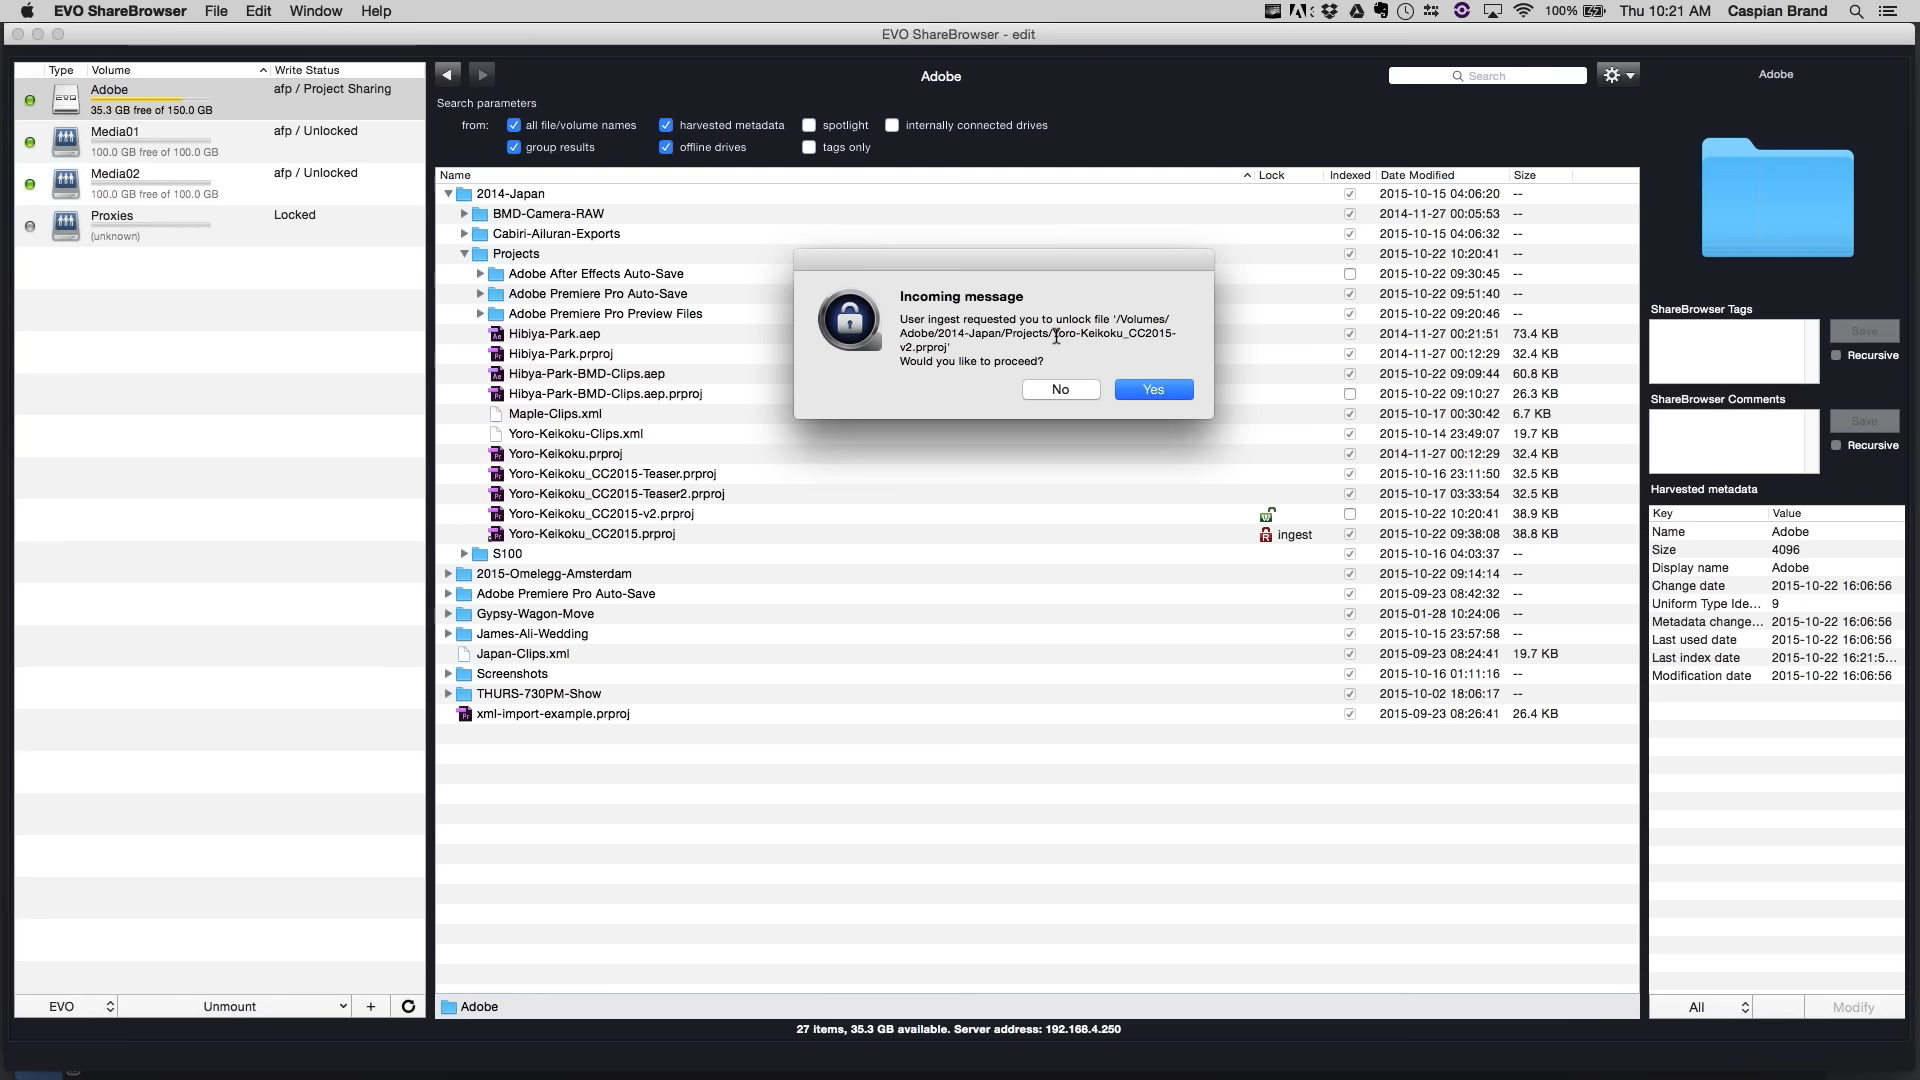 EVO ShareBrowser File Edit Window Help 100% Thu 10:21 AM Caspian Brand
EVO ShareBrowser - edit
Type Volume Write Status
Adobe afp / Project Sharing
35.3 GB free of 150.0 GB
Media01 afp / Unlocked
100.0 GB free of 100.0 GB
Media02 afp / Unlocked
100.0 GB free of 100.0 GB
Proxies Locked
(unknown)
EVO Unmount +
Adobe
Search
Search parameters
from: all file/volume names harvested metadata spotlight internally connected drives
group results offline drives tags only
Name Lock Indexed Date Modified Size
2014-Japan 2015-10-15 04:06:20 --
BMD-Camera-RAW 2014-11-27 00:05:53 --
Cabiri-Ailuran-Exports 2015-10-15 04:06:32 --
Projects 2015-10-22 10:20:41 --
Adobe After Effects Auto-Save 2015-10-22 09:30:45 --
Adobe Premiere Pro Auto-Save 2015-10-22 09:51:40 --
Adobe Premiere Pro Preview Files 2015-10-22 09:20:46 --
Hibiya-Park.aep 2014-11-27 00:21:51 73.4 KB
Hibiya-Park.prproj 2014-11-27 00:12:29 32.4 KB
Hibya-Park-BMD-Clips.aep 2015-10-22 09:09:44 60.8 KB
Hibya-Park-BMD-Clips.aep.prproj 2015-10-22 09:10:27 26.3 KB
Maple-Clips.xml 2015-10-17 00:30:42 6.7 KB
Yoro-Keikoku-Clips.xml 2015-10-14 23:49:07 19.7 KB
Yoro-Keikoku.prproj 2014-11-27 00:12:29 32.4 KB
Yoro-Keikoku_CC2015-Teaser.prproj 2015-10-16 23:11:50 32.5 KB
Yoro-Keikoku_CC2015-Teaser2.prproj 2015-10-17 03:33:54 32.5 KB
Yoro-Keikoku_CC2015-v2.prproj W 2015-10-22 10:20:41 38.9 KB
Yoro-Keikoku_CC2015.prproj R ingest 2015-10-22 09:38:08 38.8 KB
S100 2015-10-16 04:03:37 --
2015-Omelegg-Amsterdam 2015-10-22 09:14:14 --
Adobe Premiere Pro Auto-Save 2015-09-23 08:42:32 --
Gypsy-Wagon-Move 2015-01-28 10:24:06 --
James-Ali-Wedding 2015-10-15 23:57:58 --
Japan-Clips.xml 2015-09-23 08:24:41 19.7 KB
Screenshots 2015-10-16 01:11:16 --
THURS-730PM-Show 2015-10-02 18:06:17 --
xml-import-example.prproj 2015-09-23 08:26:41 26.4 KB
Adobe
27 items, 35.3 GB available. Server address: 192.168.4.250
Incoming message
User ingest requested you to unlock file '/Volumes/
Adobe/2014-Japan/Projects/Yoro-Keikoku_CC2015-
v2.prproj'
Would you like to proceed?
No Yes
Adobe
ShareBrowser Tags
Save
Recursive
ShareBrowser Comments
Save
Recursive
Harvested metadata
Key Value
Name Adobe
Size 4096
Display name Adobe
Change date 2015-10-22 16:06:56
Uniform Type Ide... 9
Metadata change... 2015-10-22 16:06:56
Last used date 2015-10-22 16:06:56
Last index date 2015-10-22 16:21:5...
Modification date 2015-10-22 16:06:56
All Modify